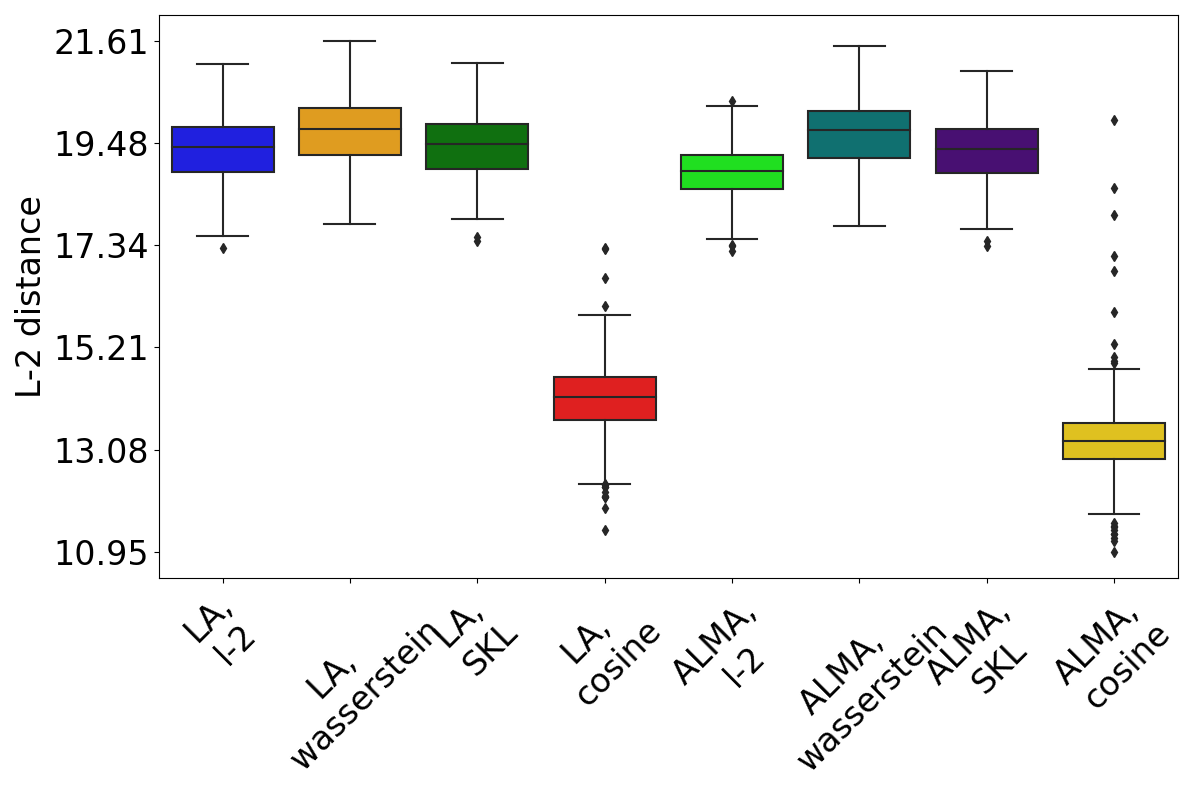 L-2 distance
21.61
19.48
17.34
15.21
13.08
10.95
LA,
l-2
LA,
wasserstein
LA,
SKL
LA,
cosine
ALMA,
l-2
ALMA,
wasserstein
ALMA,
SKL
ALMA,
cosine